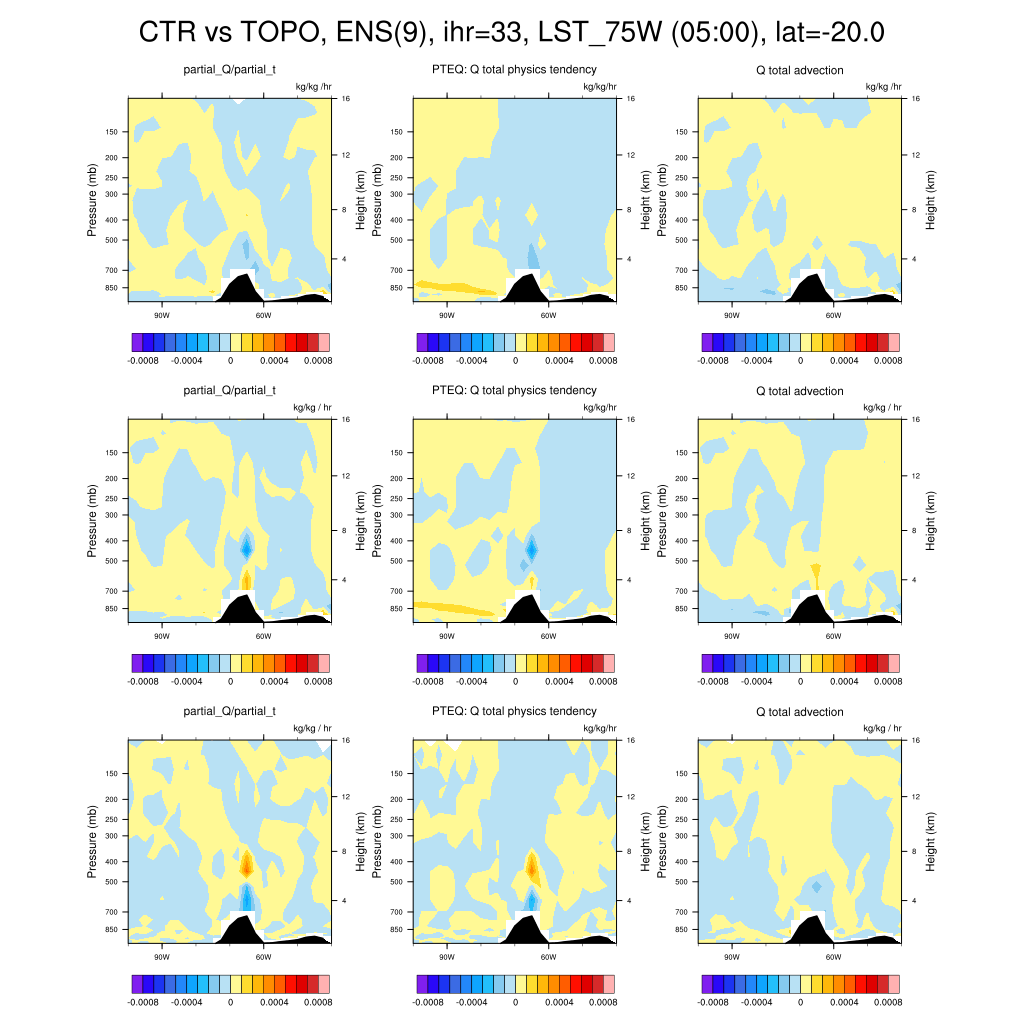 CTR vs TOPO, ENS(9), ihr=33, LST_75W (05:00), lat=-20.0
partial_Q/partial_t
kg/kg /hr
Pressure (mb)
150
200
250
300
400
500
700
850
16
12
8
4
Height (km)
90W 60W
-0.0008 -0.0004 0 0.0004 0.0008
PTEQ: Q total physics tendency
kg/kg/hr
Pressure (mb)
150
200
250
300
400
500
700
850
16
12
8
4
Height (km)
90W 60W
-0.0008 -0.0004 0 0.0004 0.0008
Q total advection
kg/kg /hr
Pressure (mb)
150
200
250
300
400
500
700
850
16
12
8
4
Height (km)
90W 60W
-0.0008 -0.0004 0 0.0004 0.0008
partial_Q/partial_t
kg/kg / hr
Pressure (mb)
150
200
250
300
400
500
700
850
16
12
8
4
Height (km)
90W 60W
-0.0008 -0.0004 0 0.0004 0.0008
PTEQ: Q total physics tendency
kg/kg/hr
Pressure (mb)
150
200
250
300
400
500
700
850
16
12
8
4
Height (km)
90W 60W
-0.0008 -0.0004 0 0.0004 0.0008
Q total advection
kg/kg / hr
Pressure (mb)
150
200
250
300
400
500
700
850
16
12
8
4
Height (km)
90W 60W
-0.0008 -0.0004 0 0.0004 0.0008
partial_Q/partial_t
kg/kg / hr
Pressure (mb)
150
200
250
300
400
500
700
850
16
12
8
4
Height (km)
90W 60W
-0.0008 -0.0004 0 0.0004 0.0008
PTEQ: Q total physics tendency
kg/kg/hr
Pressure (mb)
150
200
250
300
400
500
700
850
16
12
8
4
Height (km)
90W 60W
-0.0008 -0.0004 0 0.0004 0.0008
Q total advection
kg/kg / hr
Pressure (mb)
150
200
250
300
400
500
700
850
16
12
8
4
Height (km)
90W 60W
-0.0008 -0.0004 0 0.0004 0.0008